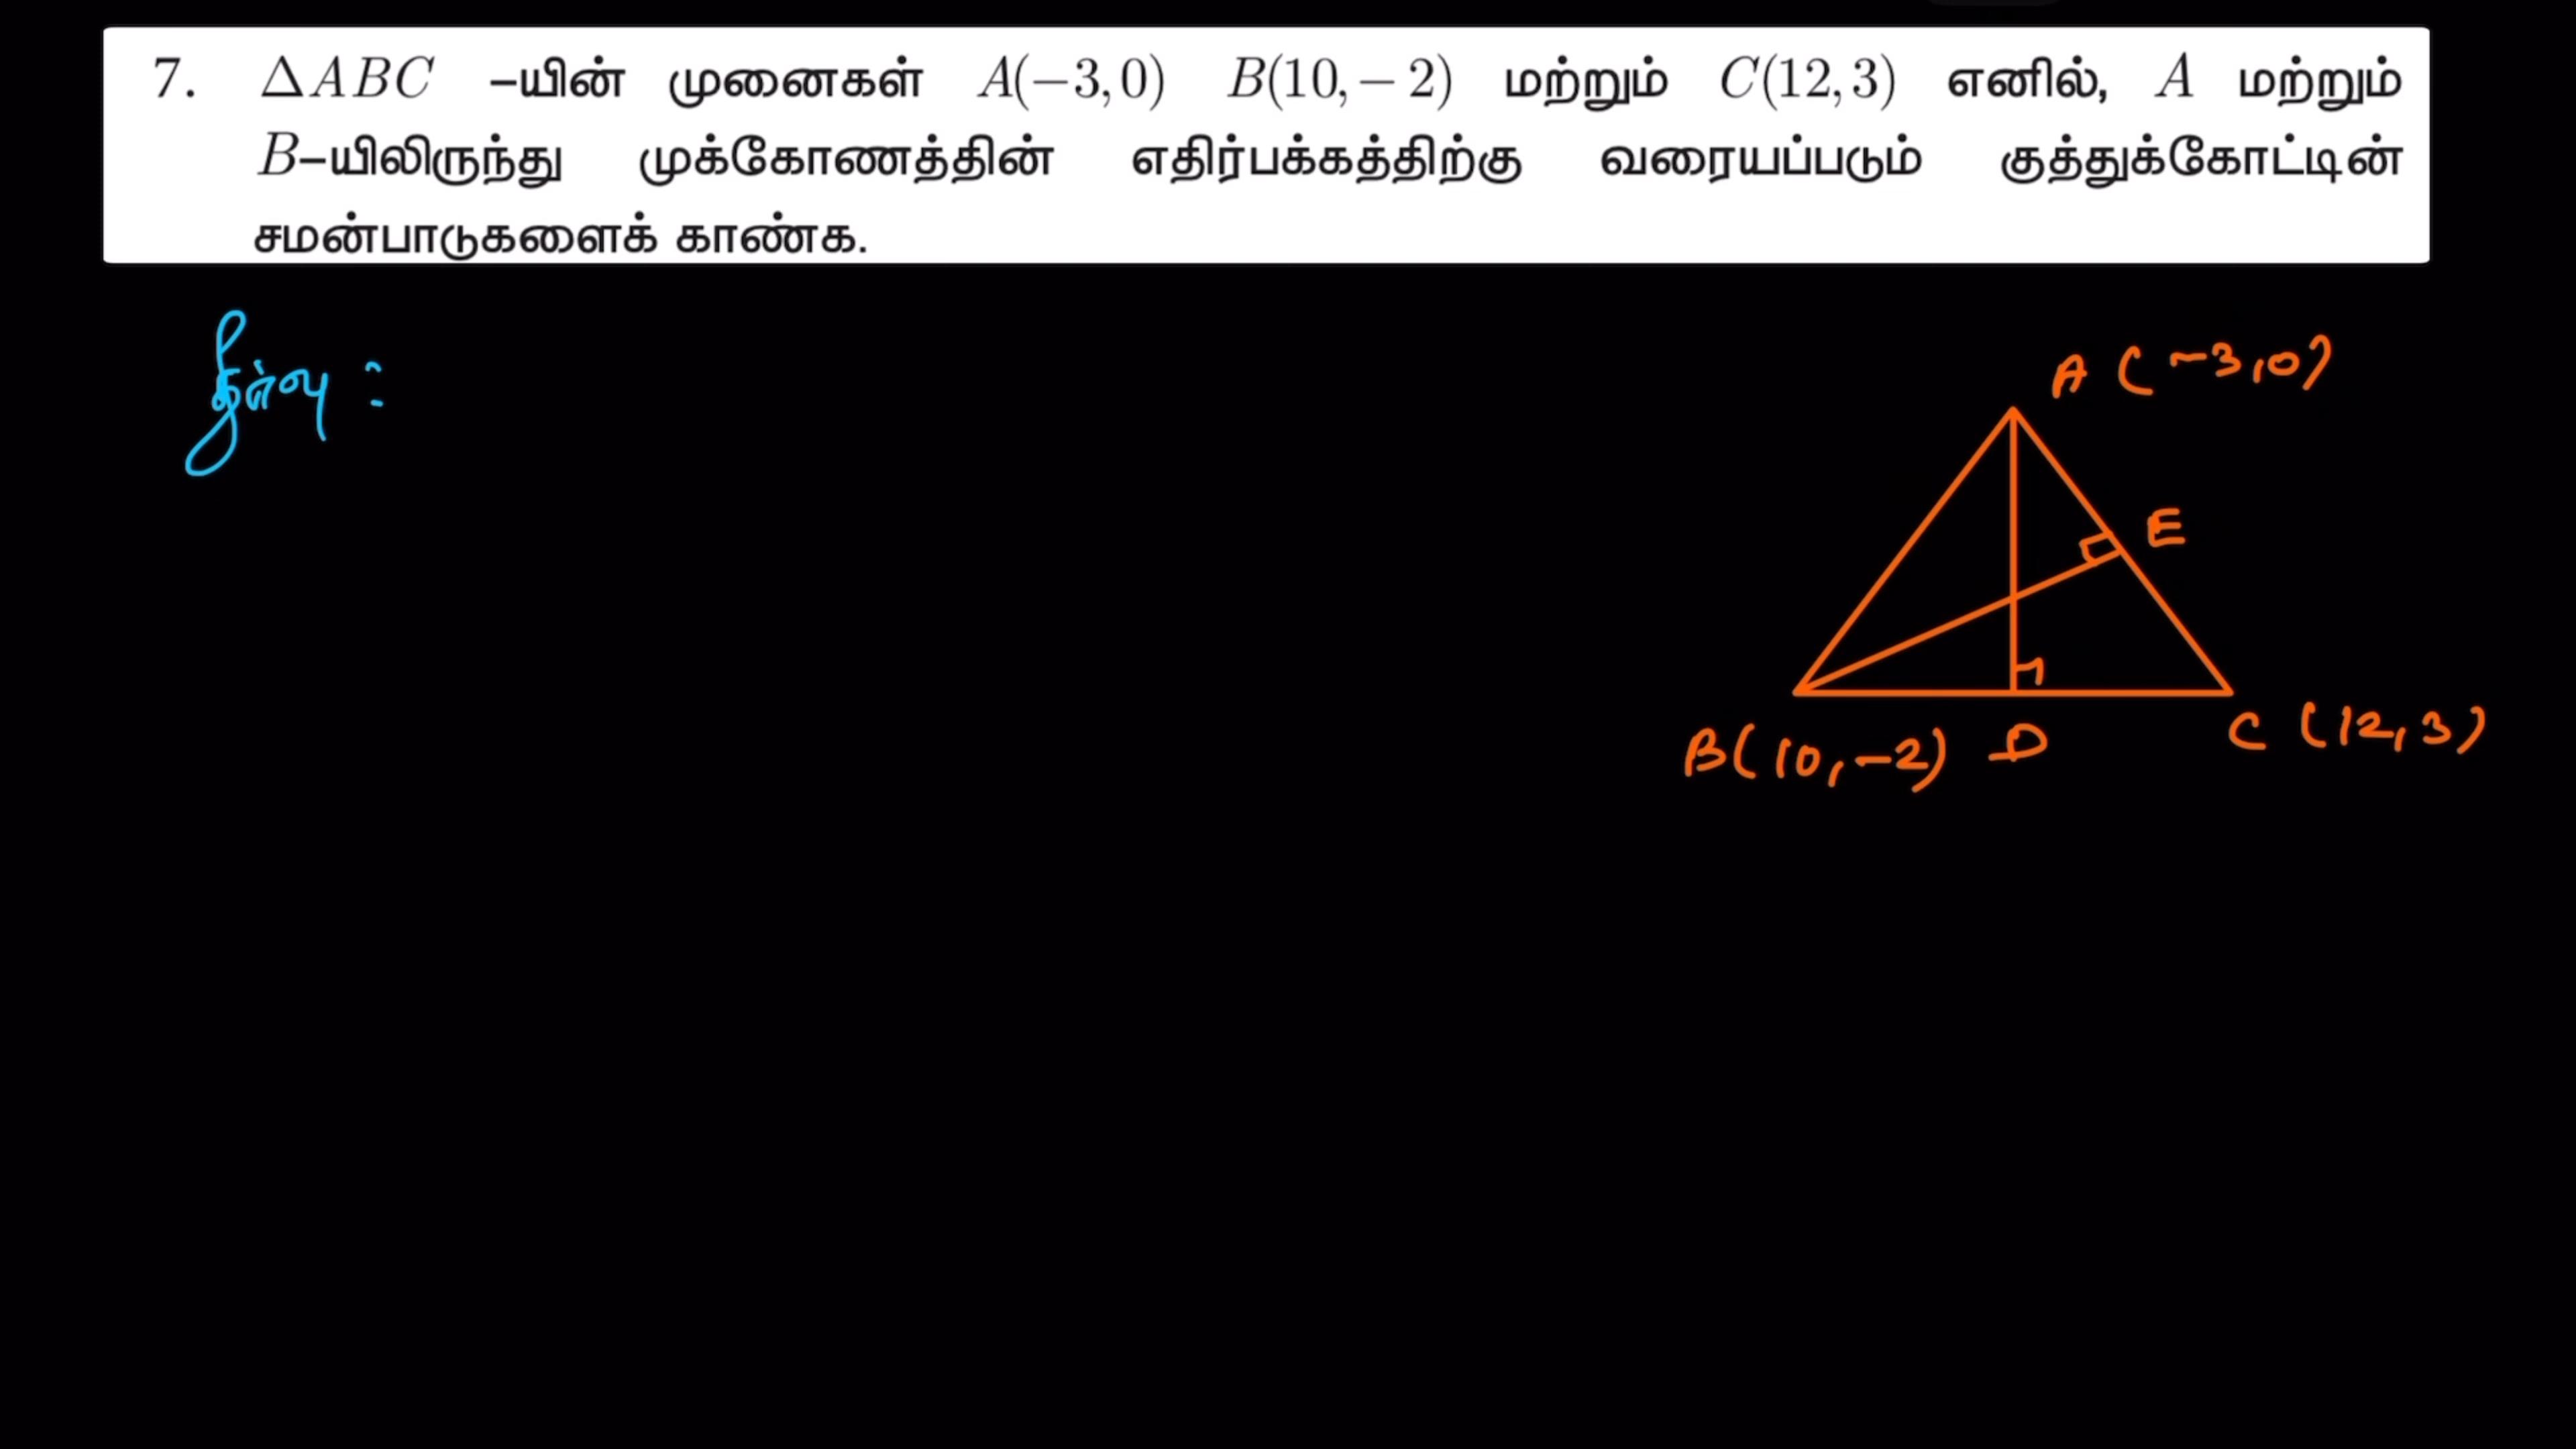 7. ΔABC –யின் முனைகள் A(−3,0) B(10,−2) மற்றும் C(12,3) எனில், A மற்றும்
B–யிலிருந்து முக்கோணத்தின் எதிர்பக்கத்திற்கு வரையப்படும் குத்துக்கோட்டின்
சமன்பாடுகளைக் காண்க.
தீர்வு :
A (−3,0)
E
B(10,−2) D C (12,3)